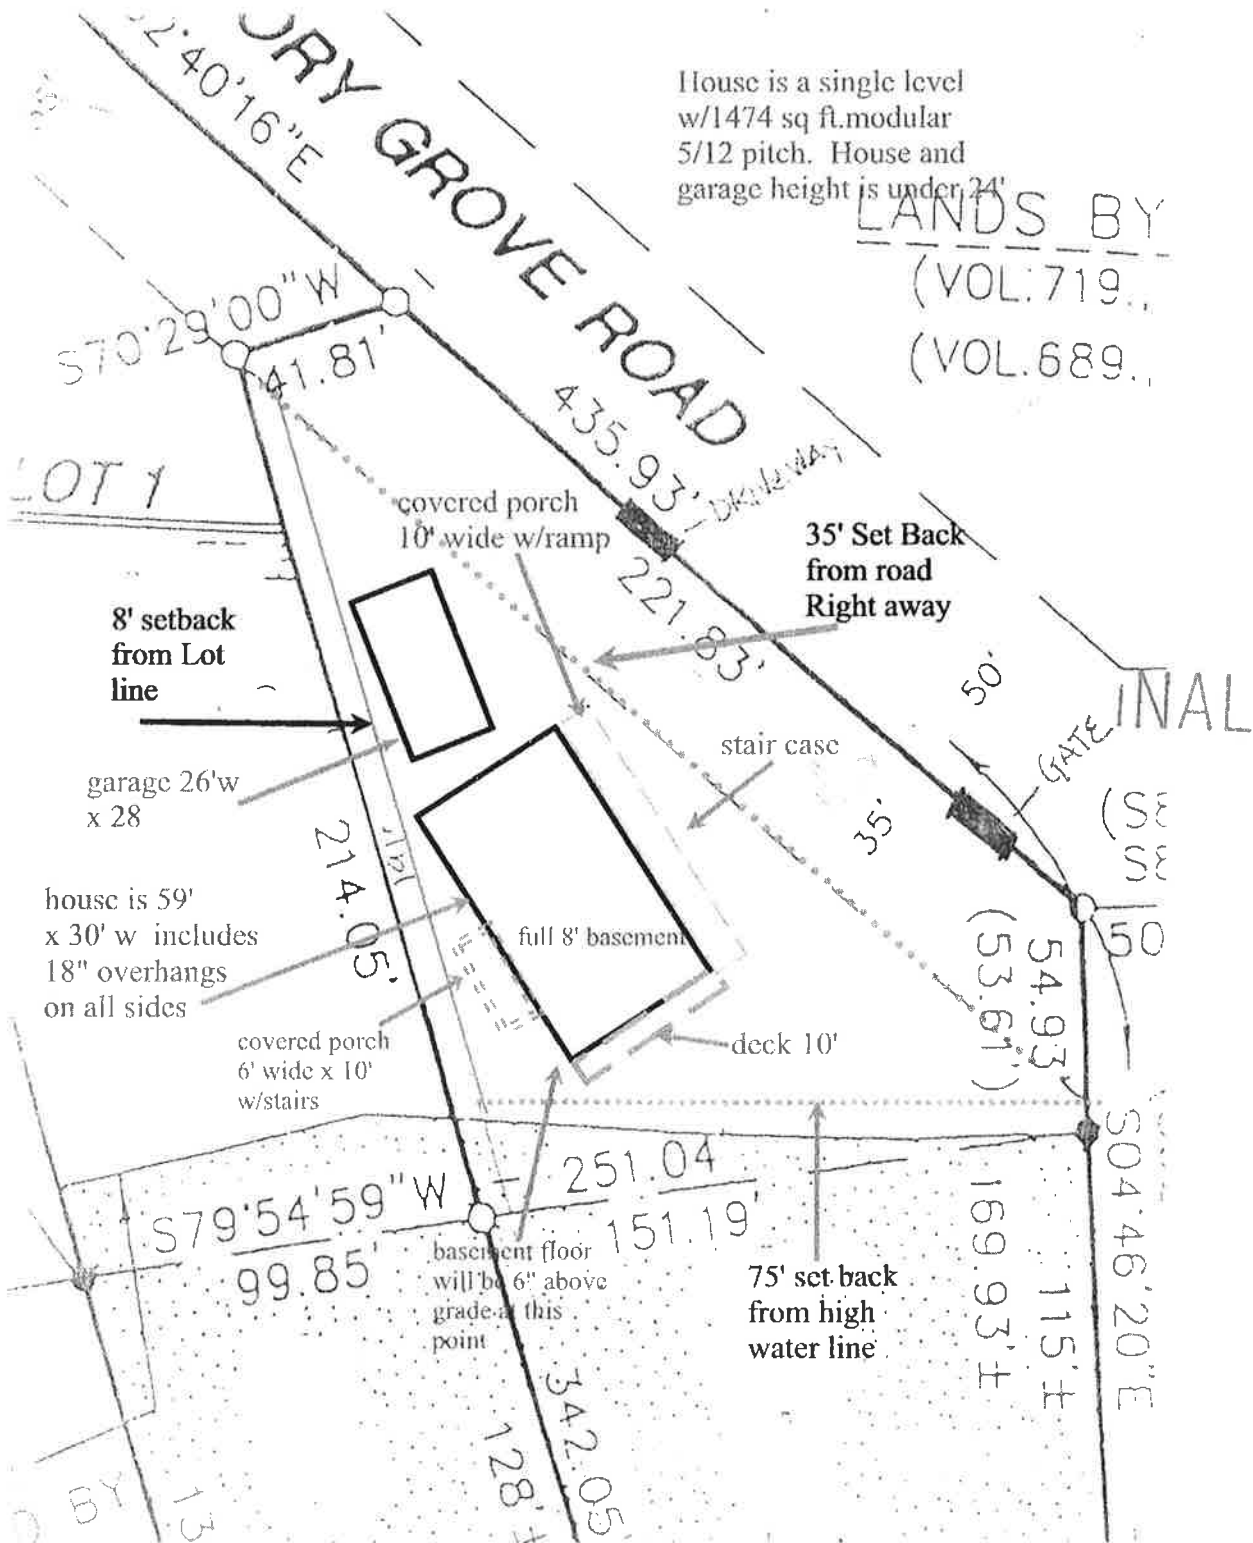 2°40'16"E
ORY GROVE ROAD
House is a single level
w/1474 sq ft.modular
5/12 pitch. House and
garage height is under 24'
LANDS BY
(VOL:719.,
(VOL.689.,
S70°29'00"W
41.81'
435.93'
DRIVEWAY
LOT 1
covered porch
10' wide w/ramp
221.83'
35' Set Back
from road
Right away
8' setback
from Lot
line
50'
INAL
GATE
stair case
garage 26'w
x 28
35'
(S8
S8
214.05'
house is 59'
x 30' w includes
18" overhangs
on all sides
full 8' basement
50
54.93'
(53.61')
covered porch
6' wide x 10'
w/stairs
deck 10'
S79°54'59"W
99.85'
251.04
151.19'
basement floor
will be 6" above
grade at this
point
75' set back
from high
water line
169.93'±
115'±
S04°46'20"E
342.05
128'±
D BY
13